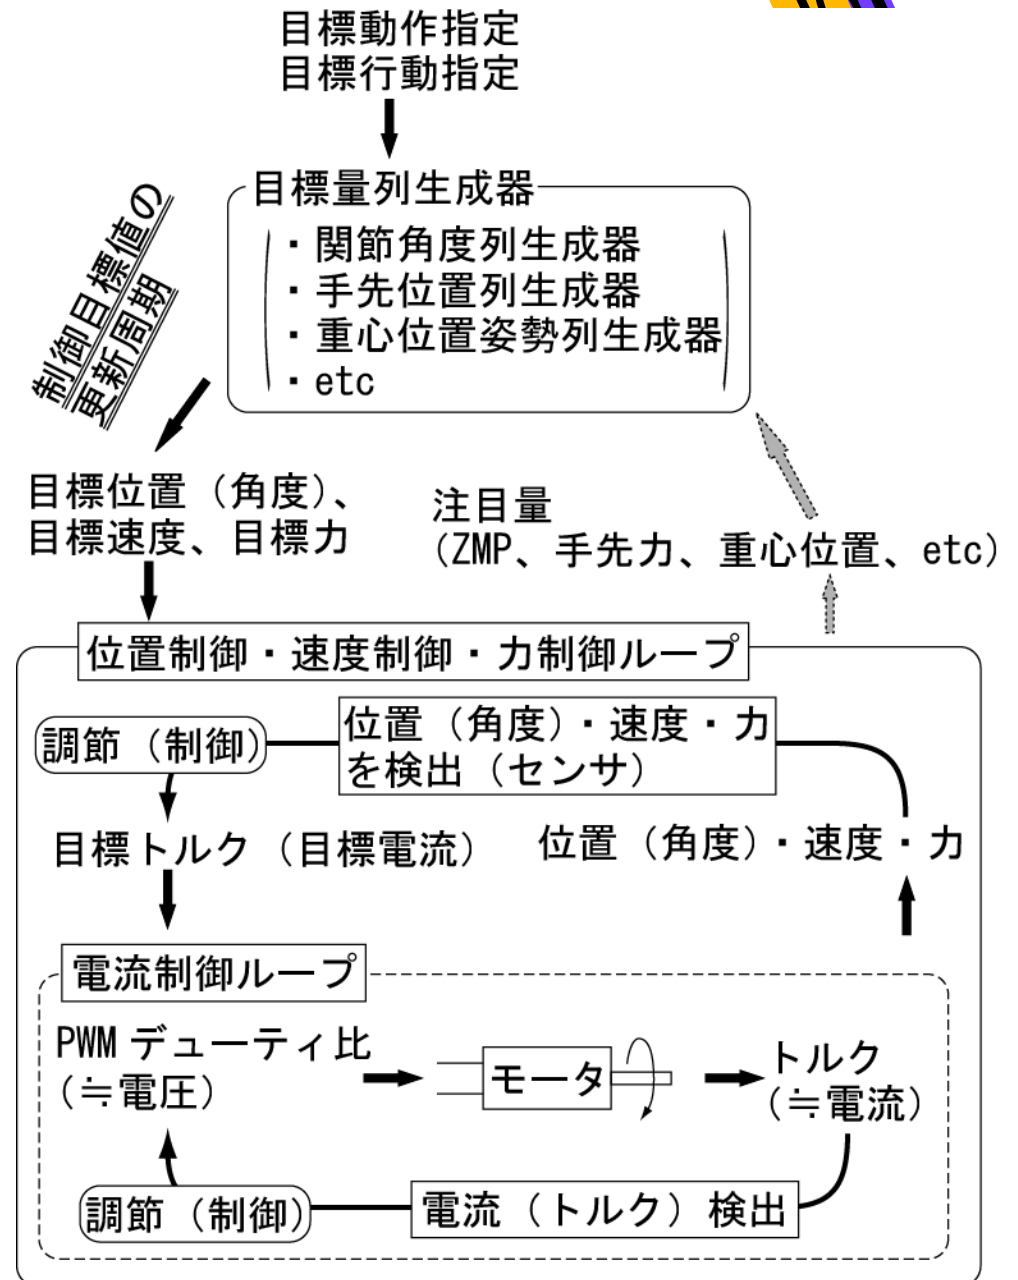 目標動作指定
目標行動指定
目標量列生成器
・関節角度列生成器
・手先位置列生成器
・重心位置姿勢列生成器
・etc
制御目標値の
更新周期
目標位置（角度）、
目標速度、目標力
注目量
（ZMP、手先力、重心位置、etc）
位置制御・速度制御・力制御ループ
調節（制御）
位置（角度）・速度・力
を検出（センサ）
目標トルク（目標電流）
位置（角度）・速度・力
電流制御ループ
PWM デューティ比
（≒電圧）
モータ
トルク
（≒電流）
調節（制御）
電流（トルク）検出